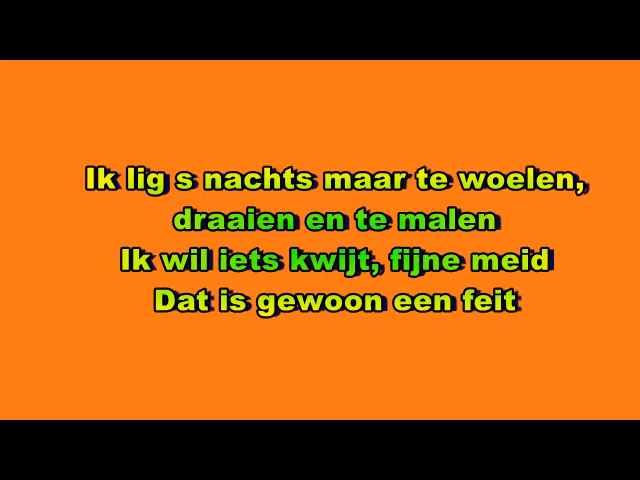 Ik lig s nachts maar te woelen,
draaien en te malen
Ik wil iets kwijt, fijne meid
Dat is gewoon een feit